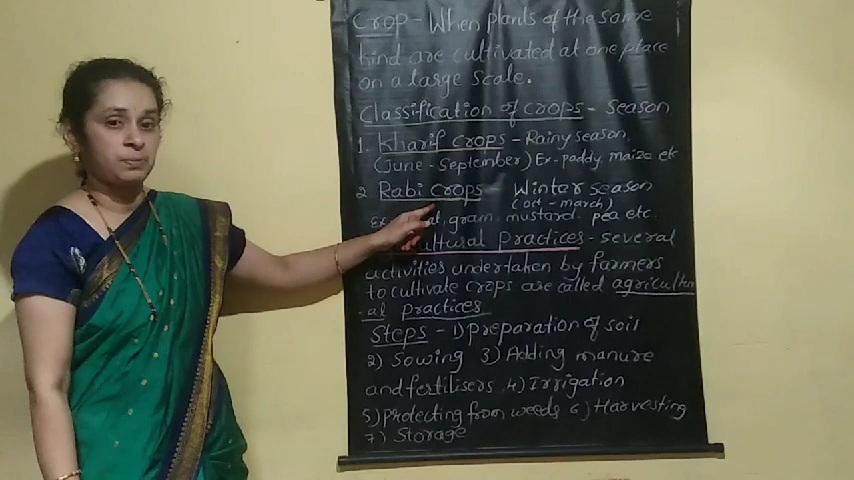 Crop - When plants of the same
kind are cultivated at one place
on a large scale.
Classification of crops - season
1. Kharif crops - Rainy season
(June - September) Ex - paddy, maize etc
2 Rabi crops - Winter season
(oct - march)
Ex gram, mustard. pea etc.
cultural practices - several
activities undertaken by farmers
to cultivate crops are called agricultur
-al practices
Steps - 1) preparation of soil
2) Sowing 3) Adding manure
and fertilisers 4) Irrigation
5) protecting from weeds 6) Harvesting
7) Storage